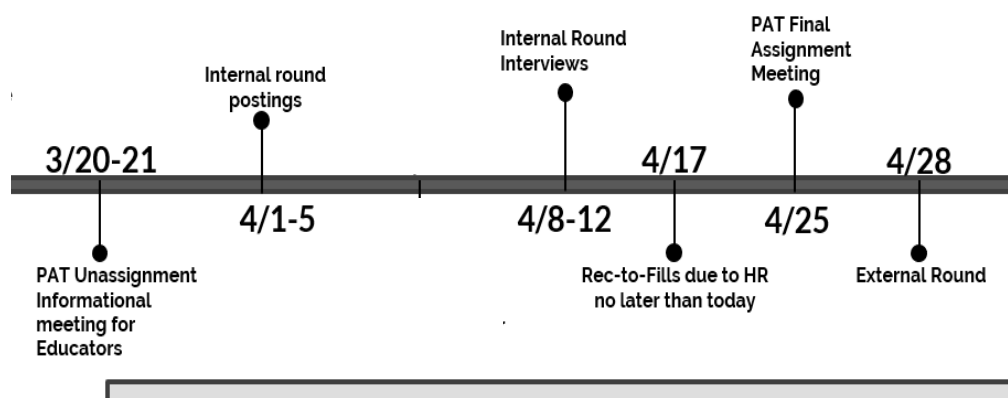 PAT Final
Assignment
Meeting
Internal Round
Interviews
Internal round
postings
3/20-21
4/17
4/28
4/1-5
4/8-12
4/25
PAT Unassignment
Informational
meeting for
Educators
Rec-to-Fills due to HR
no later than today
External Round